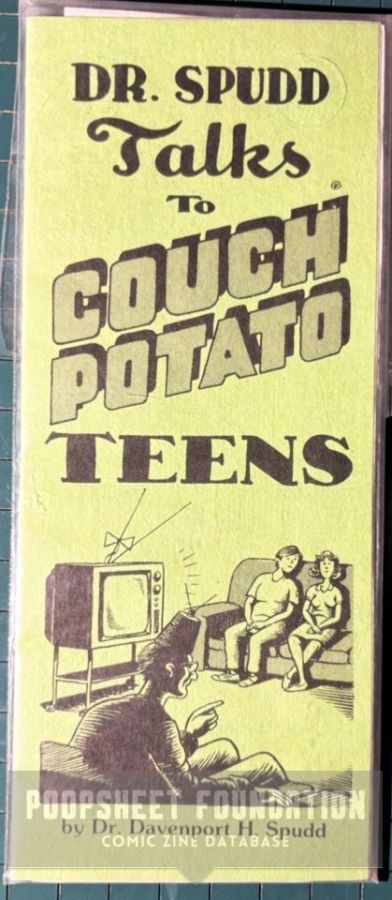 DR. SPUDD
Talks
To
COUCH®
POTATO
TEENS
POOPSHEET FOUNDATION
by Dr. Davenport H. Spudd
COMIC ZINE DATABASE